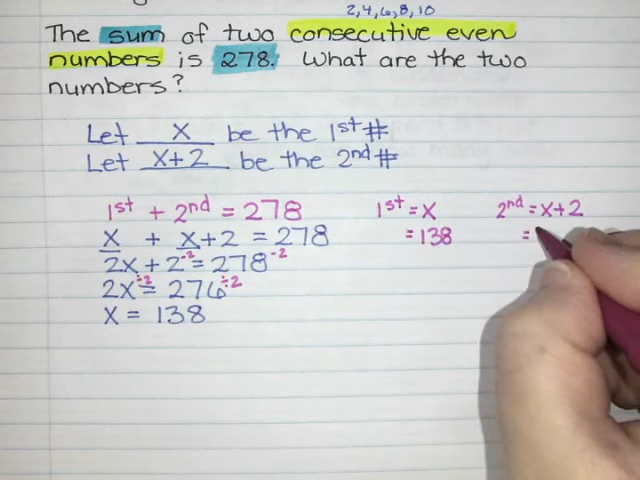 2,4,6,8,10
The sum of two consecutive even
numbers is 278. What are the two
numbers?
Let x be the 1st #
Let x+2 be the 2nd #
1st + 2nd = 278
x + x+2 = 278
2x + 2 -2 = 278 -2
2x ÷2 = 276 ÷2
x = 138
1st = x
= 138
2nd = x+2
=